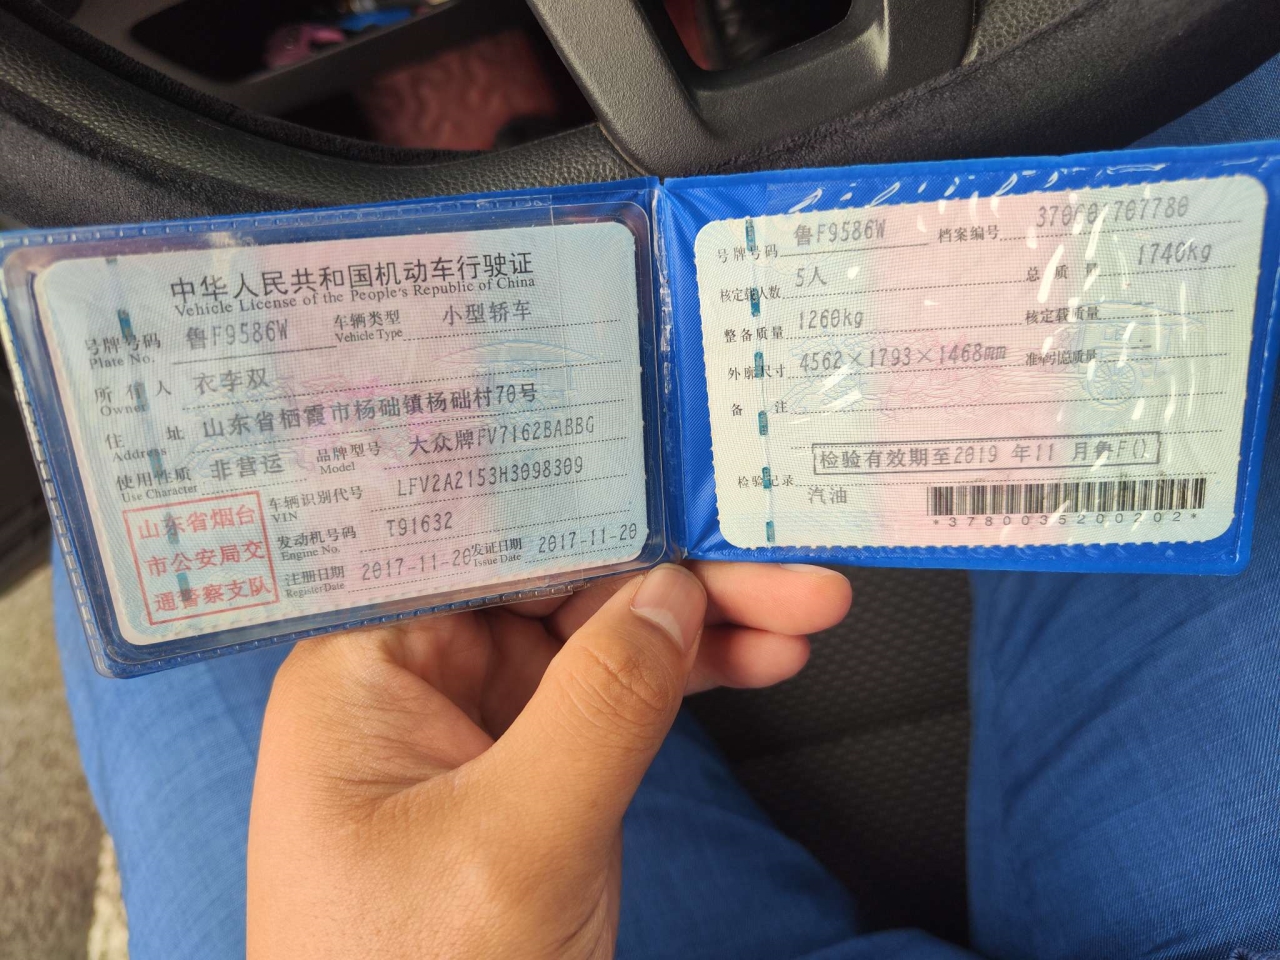 中华人民共和国机动车行驶证
Vehicle License of the People's Republic of China
号牌号码 鲁F9586W 车辆类型 小型轿车
Plate No. Vehicle Type
所有人 衣李双
Owner
住址 山东省栖霞市杨础镇杨础村70号
Address
使用性质 非营运 品牌型号 大众牌FV7162BABBG
Use Character Model
车辆识别代号 LFV2A2153H3098309
VIN
发动机号码 T91632
Engine No.
注册日期 2017-11-20 发证日期 2017-11-20
Register Date Issue Date
山东省烟台
市公安局交
通警察支队
号牌号码 鲁F9586W 档案编号
核定载人数 5人 总质量 1740kg
整备质量 1260kg 核定载质量
外廓尺寸 4562×1793×1468mm 准牵引总质量 --
备注
检验有效期至2019 年11 月鲁F()
检验记录
汽油
*3780035200202*